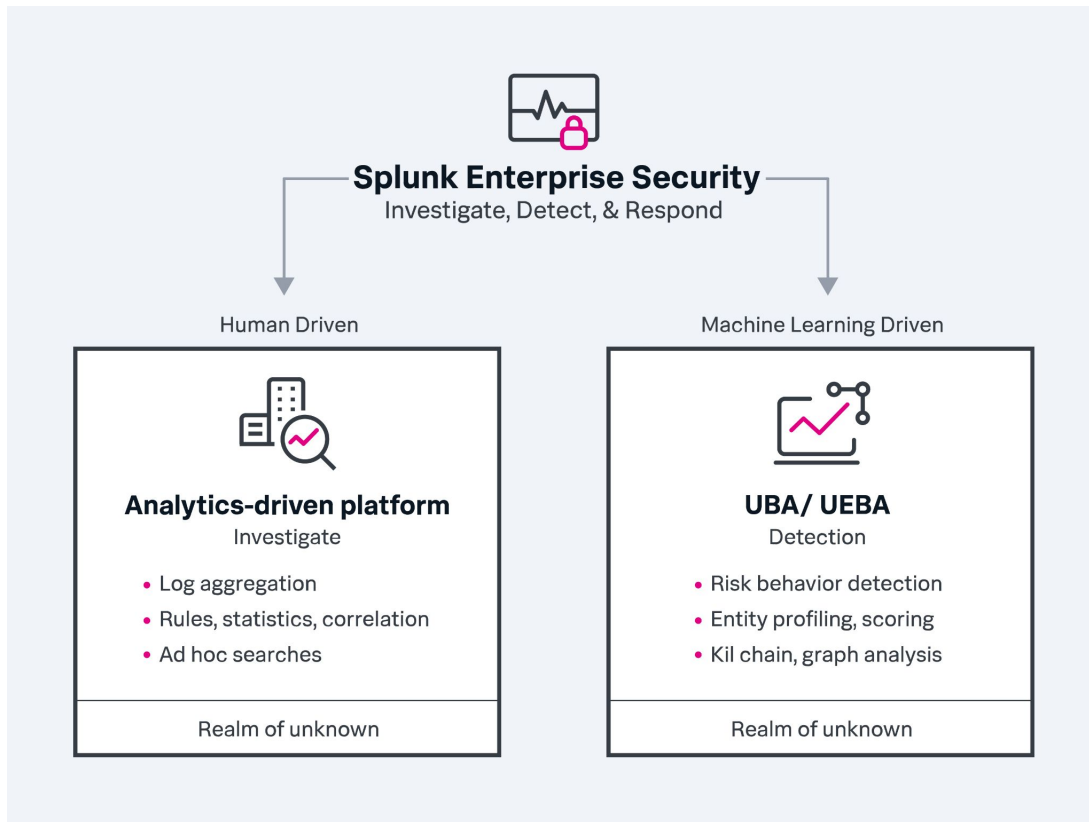 Splunk Enterprise Security
Investigate, Detect, & Respond
Human Driven
Analytics-driven platform
Investigate
• Log aggregation
• Rules, statistics, correlation
• Ad hoc searches
Realm of unknown
Machine Learning Driven
UBA/ UEBA
Detection
• Risk behavior detection
• Entity profiling, scoring
• Kil chain, graph analysis
Realm of unknown